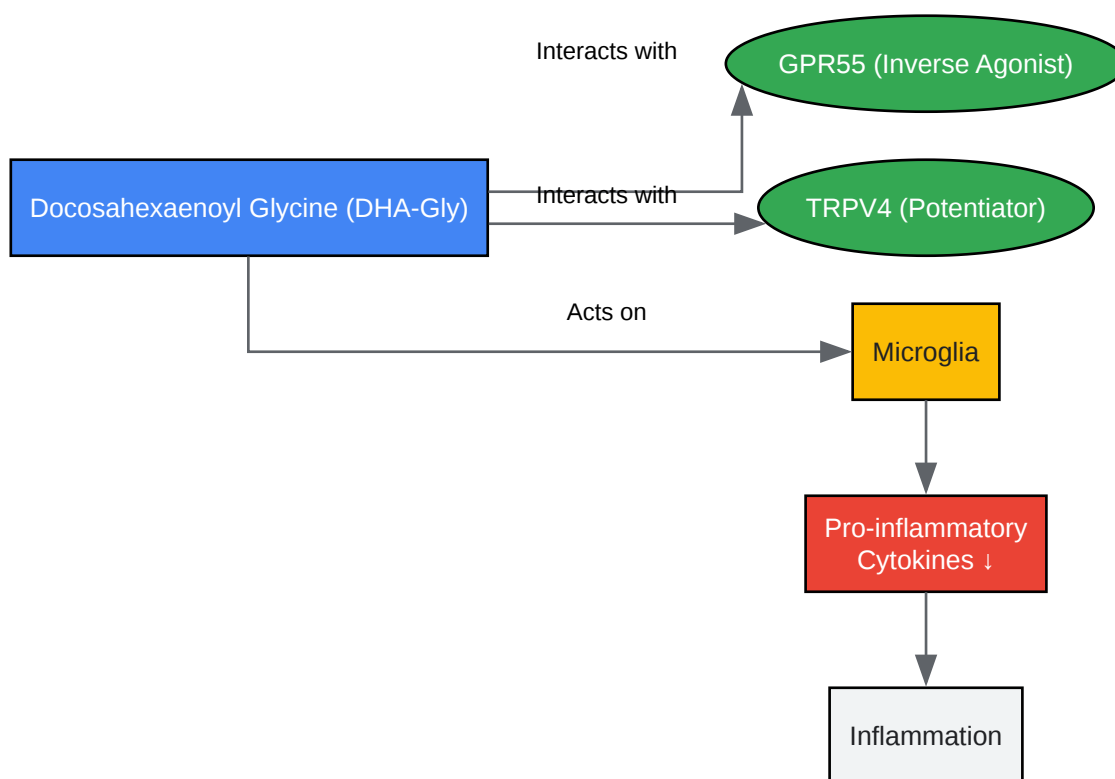 Interacts with
GPR55 (Inverse Agonist)
Docosahexaenoyl Glycine (DHA-Gly)
Interacts with
TRPV4 (Potentiator)
Acts on
Microglia
Pro-inflammatory
Cytokines ↓
Inflammation